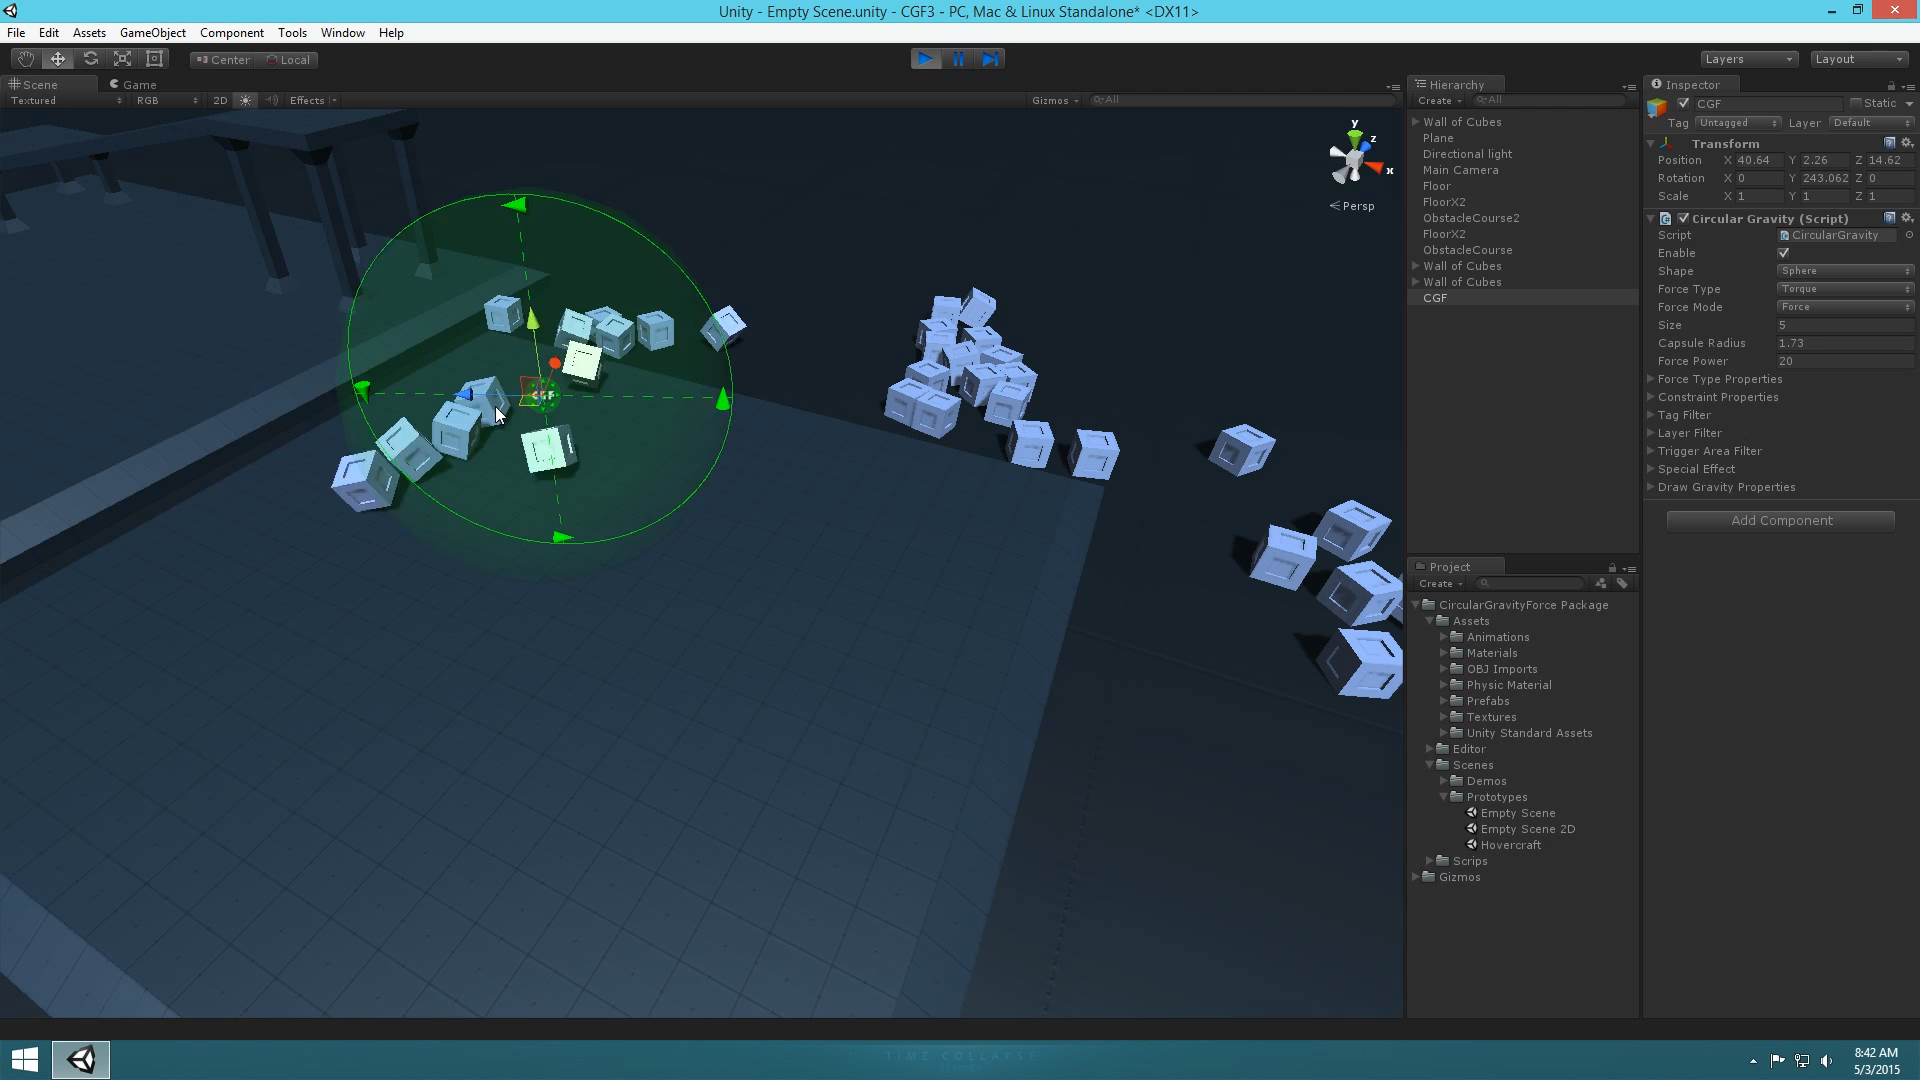 Unity - Empty Scene.unity - CGF3 - PC, Mac & Linux Standalone* <DX11>
File Edit Assets GameObject Component Tools Window Help
Center Local
Layers Layout
Scene Game
Textured RGB 2D Effects Gizmos All
y
z
x
Persp
Hierarchy
Create All
Wall of Cubes
Plane
Directional light
Main Camera
Floor
FloorX2
ObstacleCourse2
FloorX2
ObstacleCourse
Wall of Cubes
Wall of Cubes
CGF
Project
Create
CircularGravityForce Package
Assets
Animations
Materials
OBJ Imports
Physic Material
Prefabs
Textures
Unity Standard Assets
Editor
Scenes
Demos
Prototypes
Empty Scene
Empty Scene 2D
Hovercraft
Scrips
Gizmos
Inspector
CGF Static
Tag Untagged Layer Default
Transform
Position X 40.64 Y 2.26 Z 14.62
Rotation X 0 Y 243.062 Z 0
Scale X 1 Y 1 Z 1
Circular Gravity (Script)
Script CircularGravity
Enable
Shape Sphere
Force Type Torque
Force Mode Force
Size 5
Capsule Radius 1.73
Force Power 20
Force Type Properties
Constraint Properties
Tag Filter
Layer Filter
Trigger Area Filter
Special Effect
Draw Gravity Properties
Add Component
TIME COLLAPSE
8:42 AM
5/3/2015